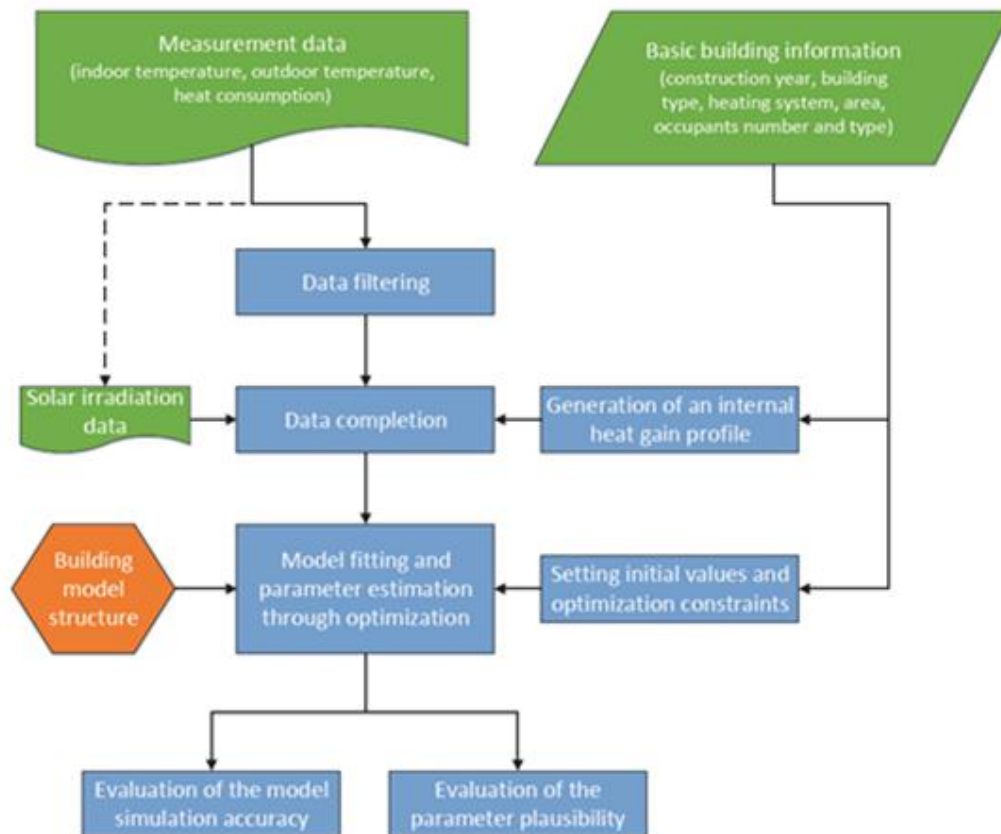 Measurement data
(indoor temperature, outdoor temperature,
heat consumption)
Basic building information
(construction year, building
type, heating system, area,
occupants number and type)
Data filtering
Solar irradiation
data
Data completion
Generation of an internal
heat gain profile
Building
model
structure
Model fitting and
parameter estimation
through optimization
Setting initial values and
optimization constraints
Evaluation of the model
simulation accuracy
Evaluation of the
parameter plausibility